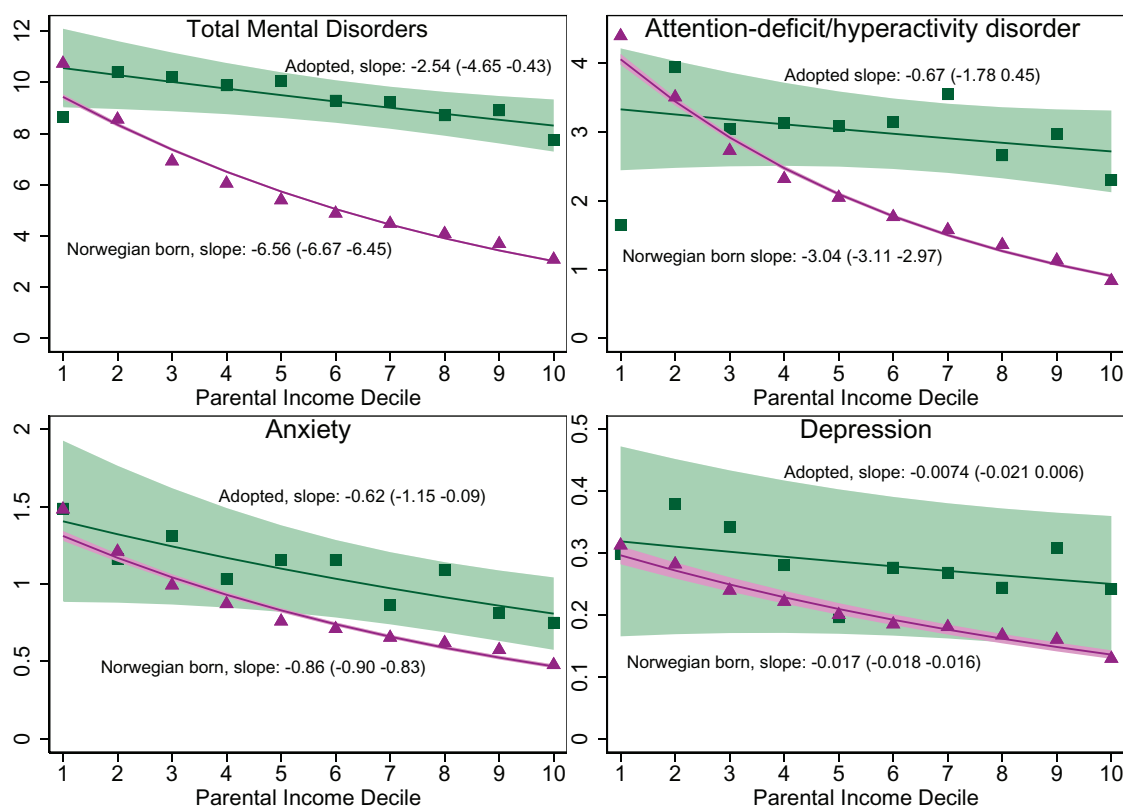 Total Mental Disorders
Adopted, slope: -2.54 (-4.65 -0.43)
Norwegian born, slope: -6.56 (-6.67 -6.45)
0
2
4
6
8
10
12
1 2 3 4 5 6 7 8 9 10
Parental Income Decile
Attention-deficit/hyperactivity disorder
Adopted slope: -0.67 (-1.78 0.45)
Norwegian born slope: -3.04 (-3.11 -2.97)
0
1
2
3
4
1 2 3 4 5 6 7 8 9 10
Parental Income Decile
Anxiety
Adopted, slope: -0.62 (-1.15 -0.09)
Norwegian born, slope: -0.86 (-0.90 -0.83)
0
0.5
1
1.5
2
1 2 3 4 5 6 7 8 9 10
Parental Income Decile
Depression
Adopted, slope: -0.0074 (-0.021 0.006)
Norwegian born, slope: -0.017 (-0.018 -0.016)
0
0.1
0.2
0.3
0.4
0.5
1 2 3 4 5 6 7 8 9 10
Parental Income Decile